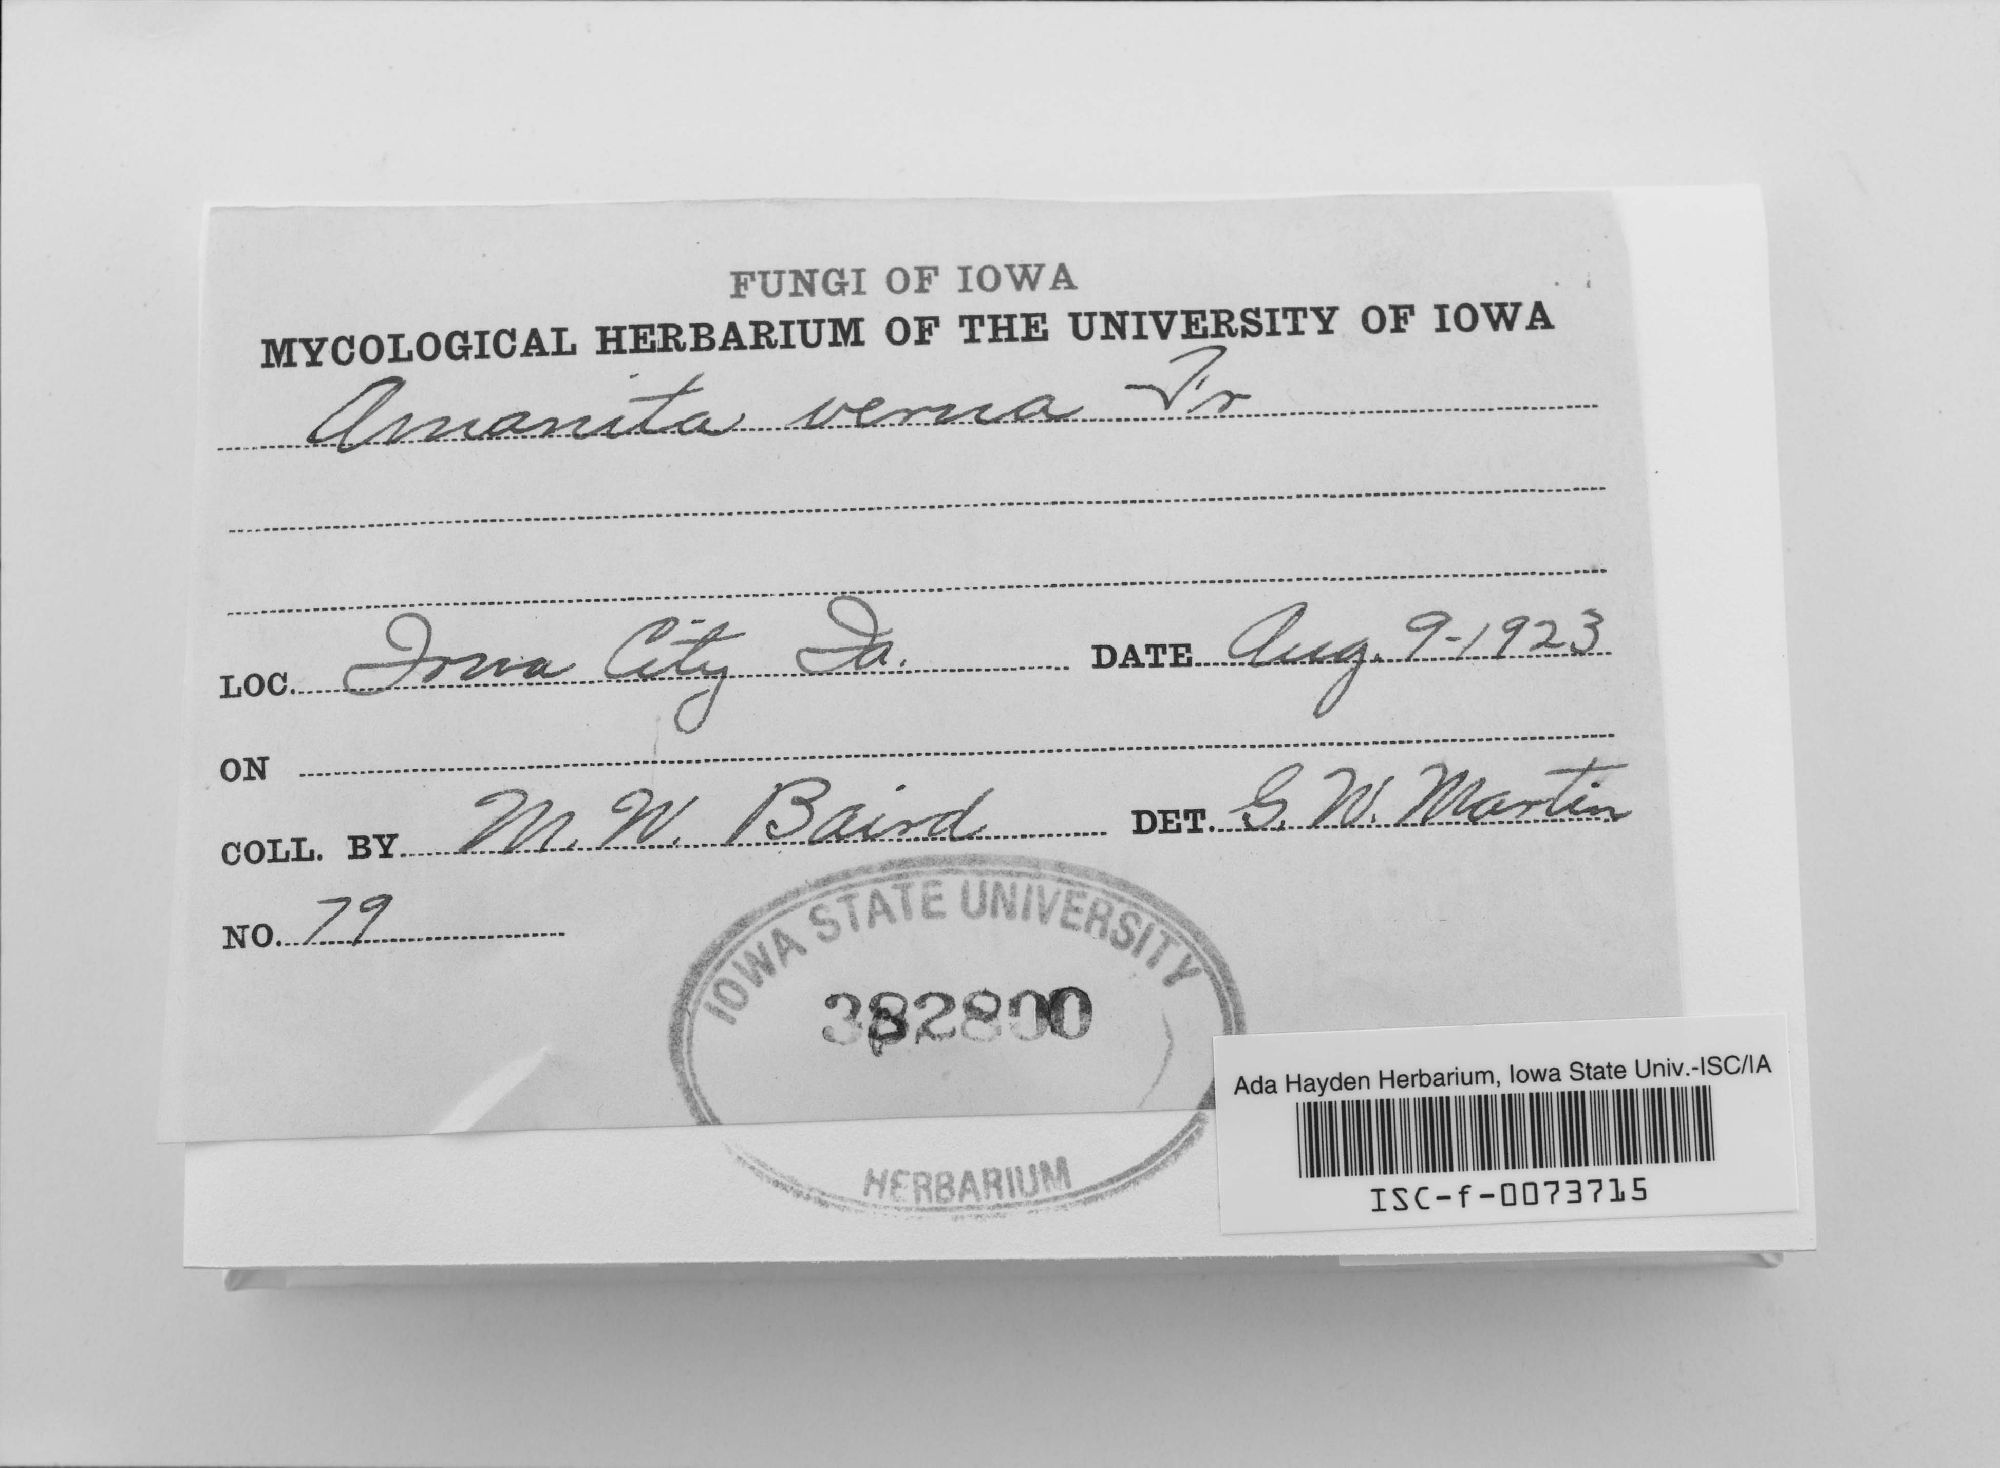 FUNGI OF IOWA
MYCOLOGICAL HERBARIUM OF THE UNIVERSITY OF IOWA
Amanita verna Fr
LOC. Iowa City Ia. DATE Aug. 9-1923
ON
COLL. BY M. W. Baird DET. G. W. Martin
NO. 79
IOWA STATE UNIVERSITY
HERBARIUM
Ada Hayden Herbarium, Iowa State Univ.-ISC/IA
ISC-f-0073715